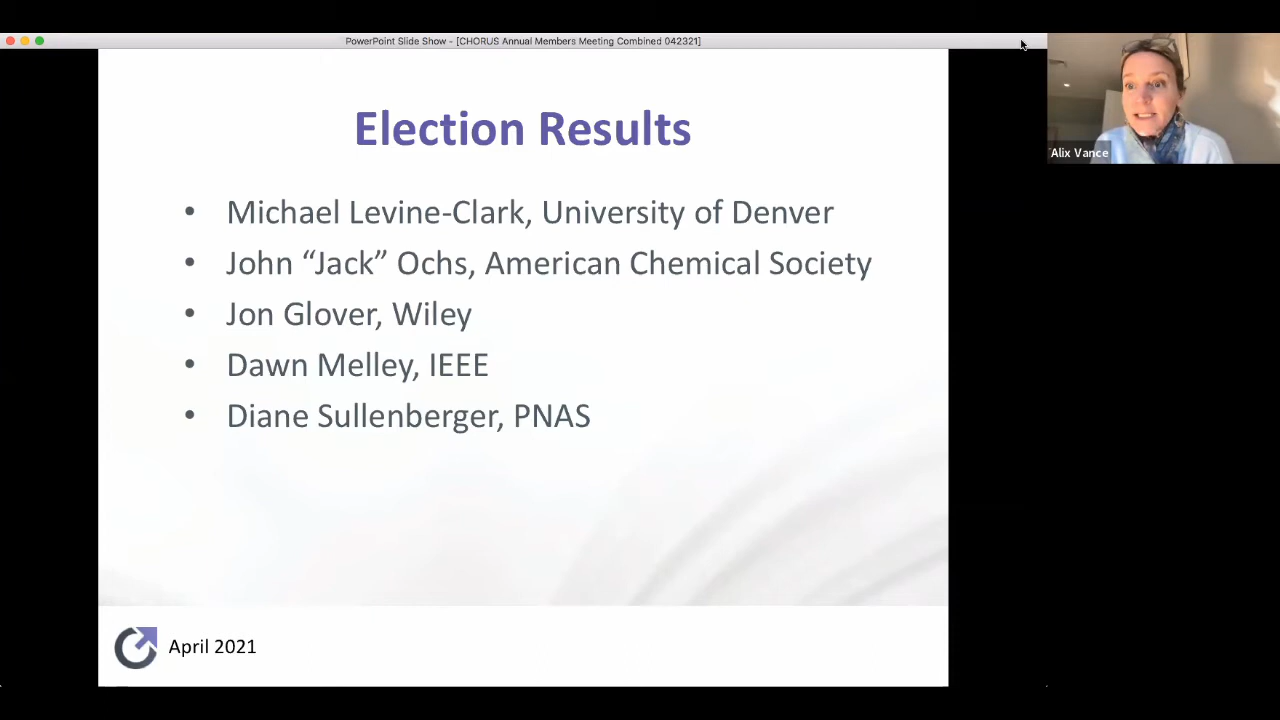 PowerPoint Slide Show - [CHORUS Annual Members Meeting Combined 042321]
Alix Vance
Election Results
• Michael Levine-Clark, University of Denver
• John “Jack” Ochs, American Chemical Society
• Jon Glover, Wiley
• Dawn Melley, IEEE
• Diane Sullenberger, PNAS
April 2021